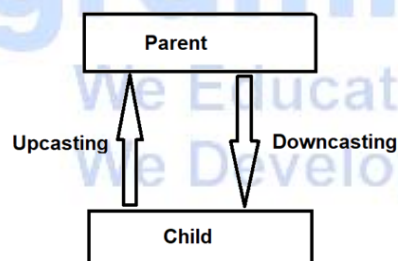 Parent
We Educat
Upcasting
Downcasting
We Develo
Child